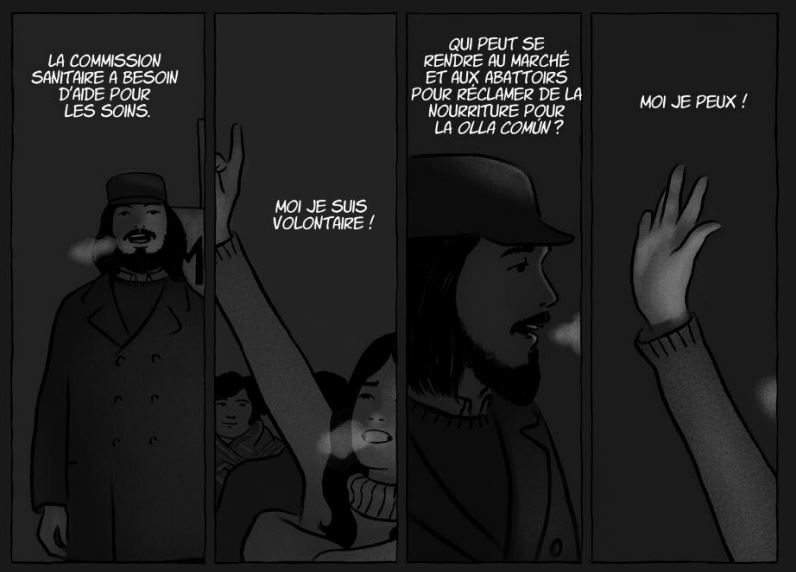 LA COMMISSION
SANITAIRE A BESOIN
D'AIDE POUR
LES SOINS.
MOI JE SUIS
VOLONTAIRE !
QUI PEUT SE
RENDRE AU MARCHÉ
ET AUX ABATTOIRS
POUR RÉCLAMER DE LA
NOURRITURE POUR
LA OLLA COMÚN ?
MOI JE PEUX !